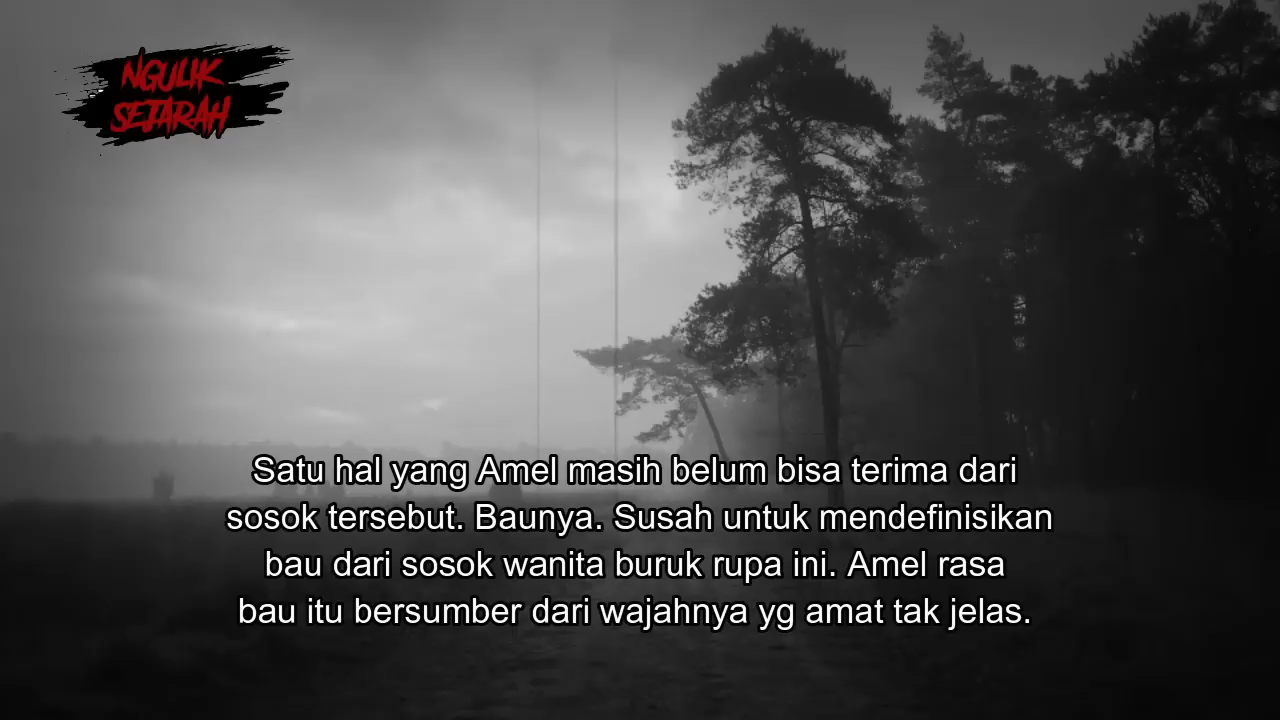 NGULIK
SEJARAH
Satu hal yang Amel masih belum bisa terima dari
sosok tersebut. Baunya. Susah untuk mendefinisikan
bau dari sosok wanita buruk rupa ini. Amel rasa
bau itu bersumber dari wajahnya yg amat tak jelas.